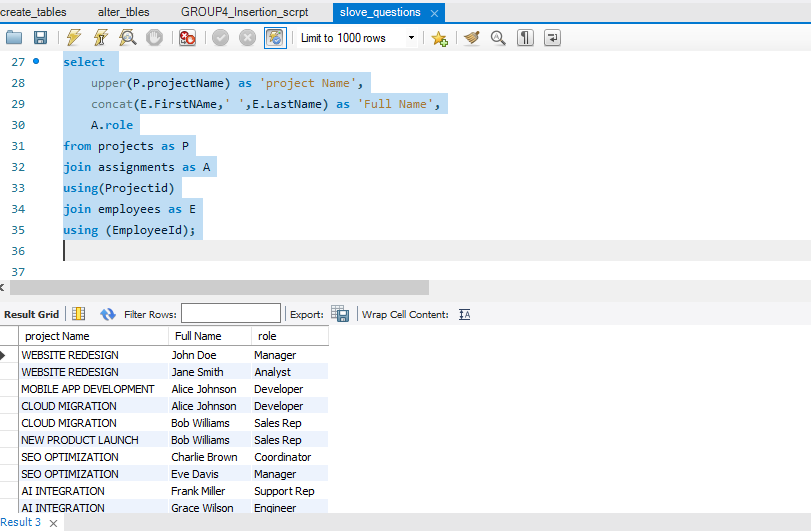 create_tables alter_tbles GROUP4_Insertion_scrpt slove_questions
Limit to 1000 rows
27 select
28 upper(P.projectName) as 'project Name',
29 concat(E.FirstNAme,' ',E.LastName) as 'Full Name',
30 A.role
31 from projects as P
32 join assignments as A
33 using(Projectid)
34 join employees as E
35 using (EmployeeId);
36
37
Result Grid Filter Rows: Export: Wrap Cell Content:
project Name Full Name role
WEBSITE REDESIGN John Doe Manager
WEBSITE REDESIGN Jane Smith Analyst
MOBILE APP DEVELOPMENT Alice Johnson Developer
CLOUD MIGRATION Alice Johnson Developer
CLOUD MIGRATION Bob Williams Sales Rep
NEW PRODUCT LAUNCH Bob Williams Sales Rep
SEO OPTIMIZATION Charlie Brown Coordinator
SEO OPTIMIZATION Eve Davis Manager
AI INTEGRATION Frank Miller Support Rep
AI INTEGRATION Grace Wilson Engineer
Result 3